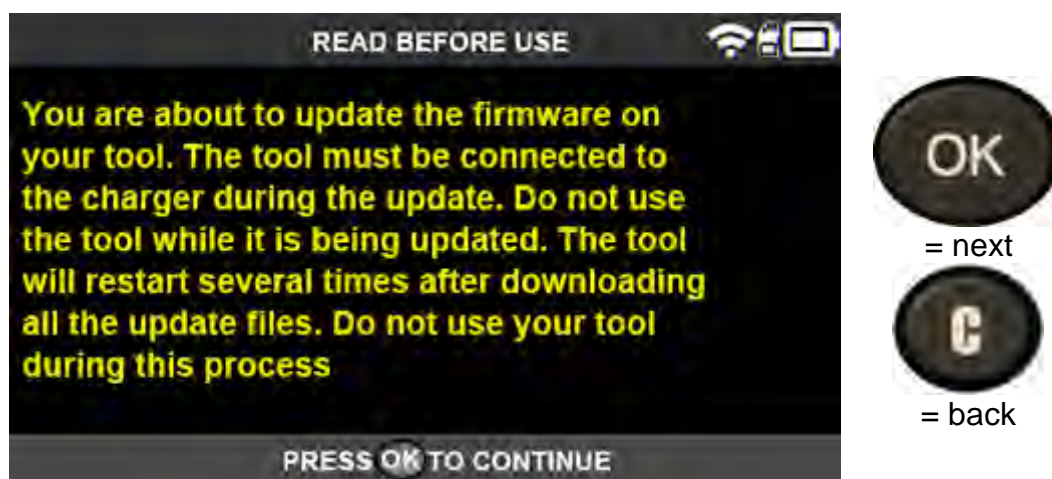 READ BEFORE USE
You are about to update the firmware on
your tool. The tool must be connected to
the charger during the update. Do not use
the tool while it is being updated. The tool
will restart several times after downloading
all the update files. Do not use your tool
during this process
PRESS OK TO CONTINUE
OK
= next
C
= back